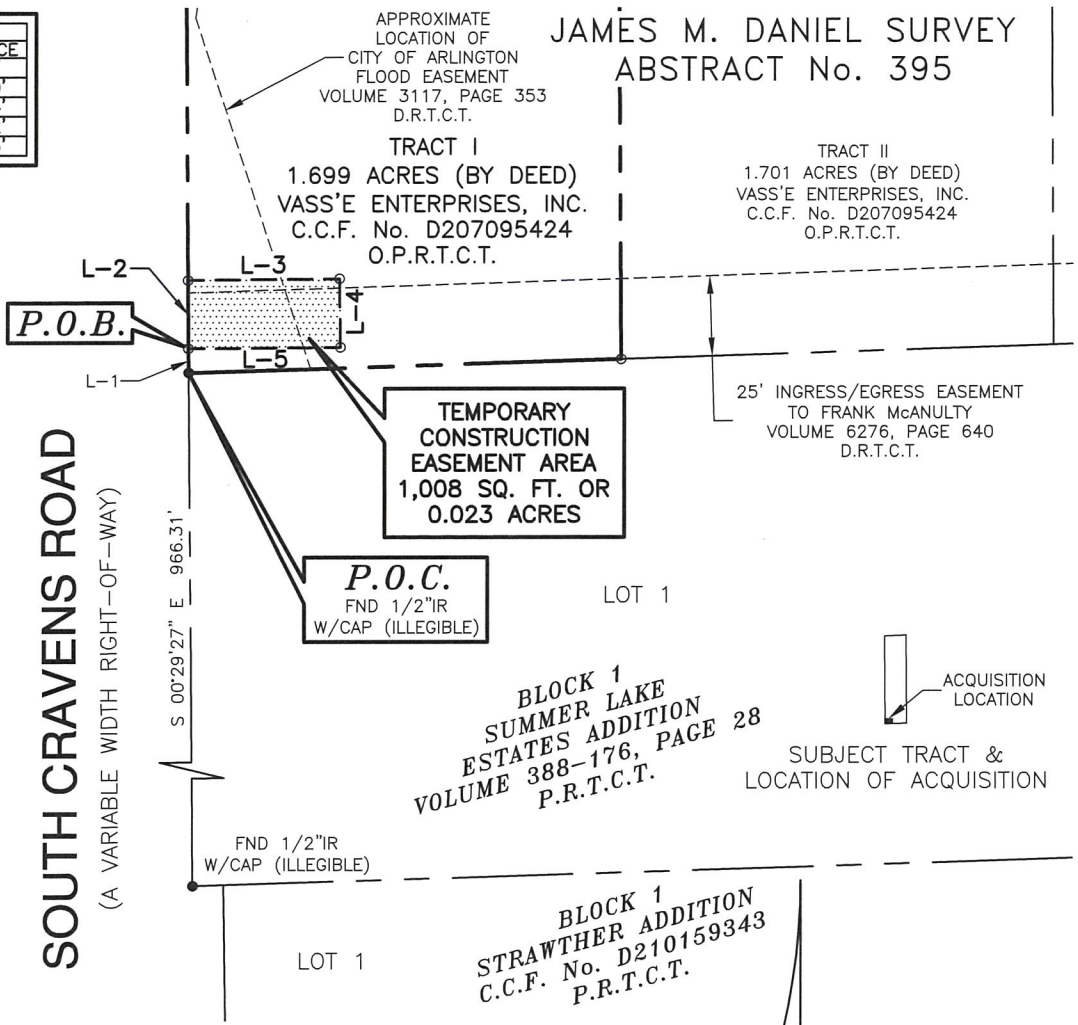 CE
APPROXIMATE
LOCATION OF
CITY OF ARLINGTON
FLOOD EASEMENT
VOLUME 3117, PAGE 353
D.R.T.C.T.
JAMES M. DANIEL SURVEY
ABSTRACT No. 395
TRACT I
1.699 ACRES (BY DEED)
VASS'E ENTERPRISES, INC.
C.C.F. No. D207095424
O.P.R.T.C.T.
TRACT II
1.701 ACRES (BY DEED)
VASS'E ENTERPRISES, INC.
C.C.F. No. D207095424
O.P.R.T.C.T.
L-2
L-3
L-4
P.O.B.
L-5
L-1
25' INGRESS/EGRESS EASEMENT
TO FRANK McANULTY
VOLUME 6276, PAGE 640
D.R.T.C.T.
TEMPORARY
CONSTRUCTION
EASEMENT AREA
1,008 SQ. FT. OR
0.023 ACRES
SOUTH CRAVENS ROAD
(A VARIABLE WIDTH RIGHT-OF-WAY)
S 00°29'27" E 966.31'
P.O.C.
FND 1/2"IR
W/CAP (ILLEGIBLE)
LOT 1
BLOCK 1
SUMMER LAKE
ESTATES ADDITION
VOLUME 388-176, PAGE 28
P.R.T.C.T.
ACQUISITION
LOCATION
SUBJECT TRACT &
LOCATION OF ACQUISITION
FND 1/2"IR
W/CAP (ILLEGIBLE)
LOT 1
BLOCK 1
STRAWTHER ADDITION
C.C.F. No. D210159343
P.R.T.C.T.